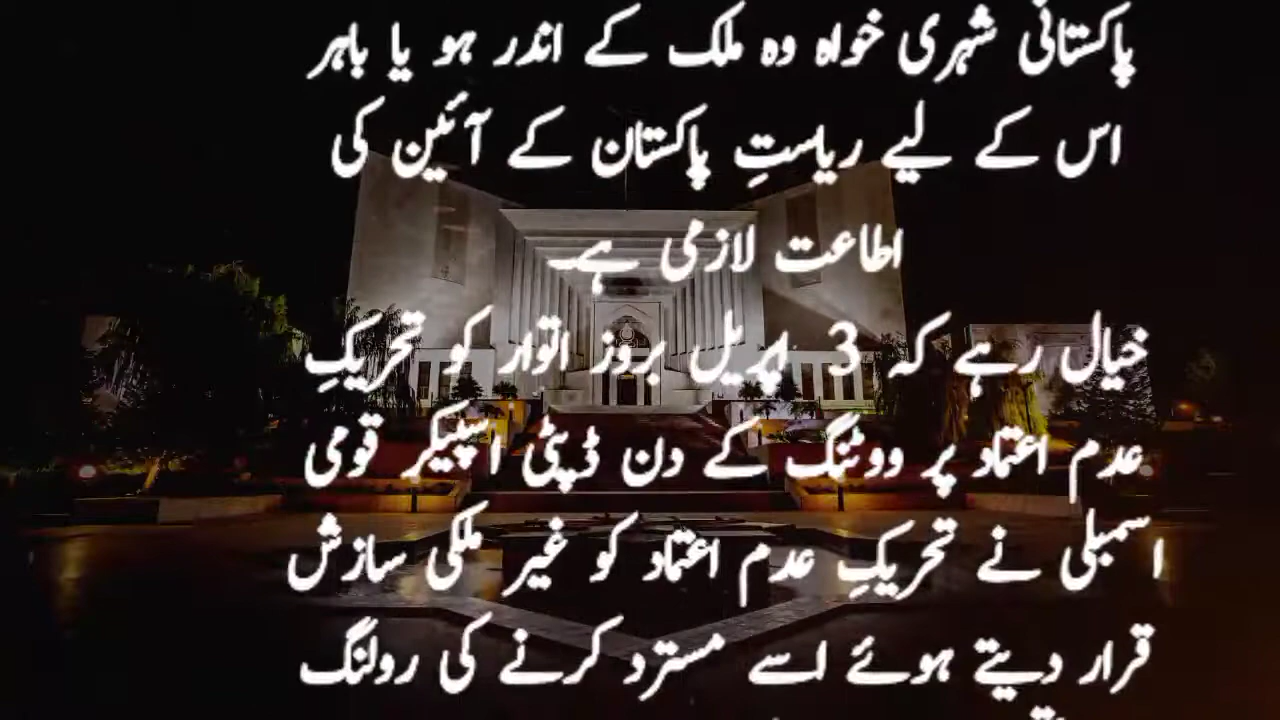 پاکستانی شہری خواہ وہ ملک کے اندر ہو یا باہر
اس کے لیے ریاستِ پاکستان کے آئین کی
اطاعت لازمی ہے۔
خیال رہے کہ 3 اپریل بروز اتوار کو تحریکِ
عدم اعتماد پر ووٹنگ کے دن ڈپٹی اسپیکر قومی
اسمبلی نے تحریکِ عدم اعتماد کو غیر ملکی سازش
قرار دیتے ہوئے اسے مسترد کرنے کی رولنگ